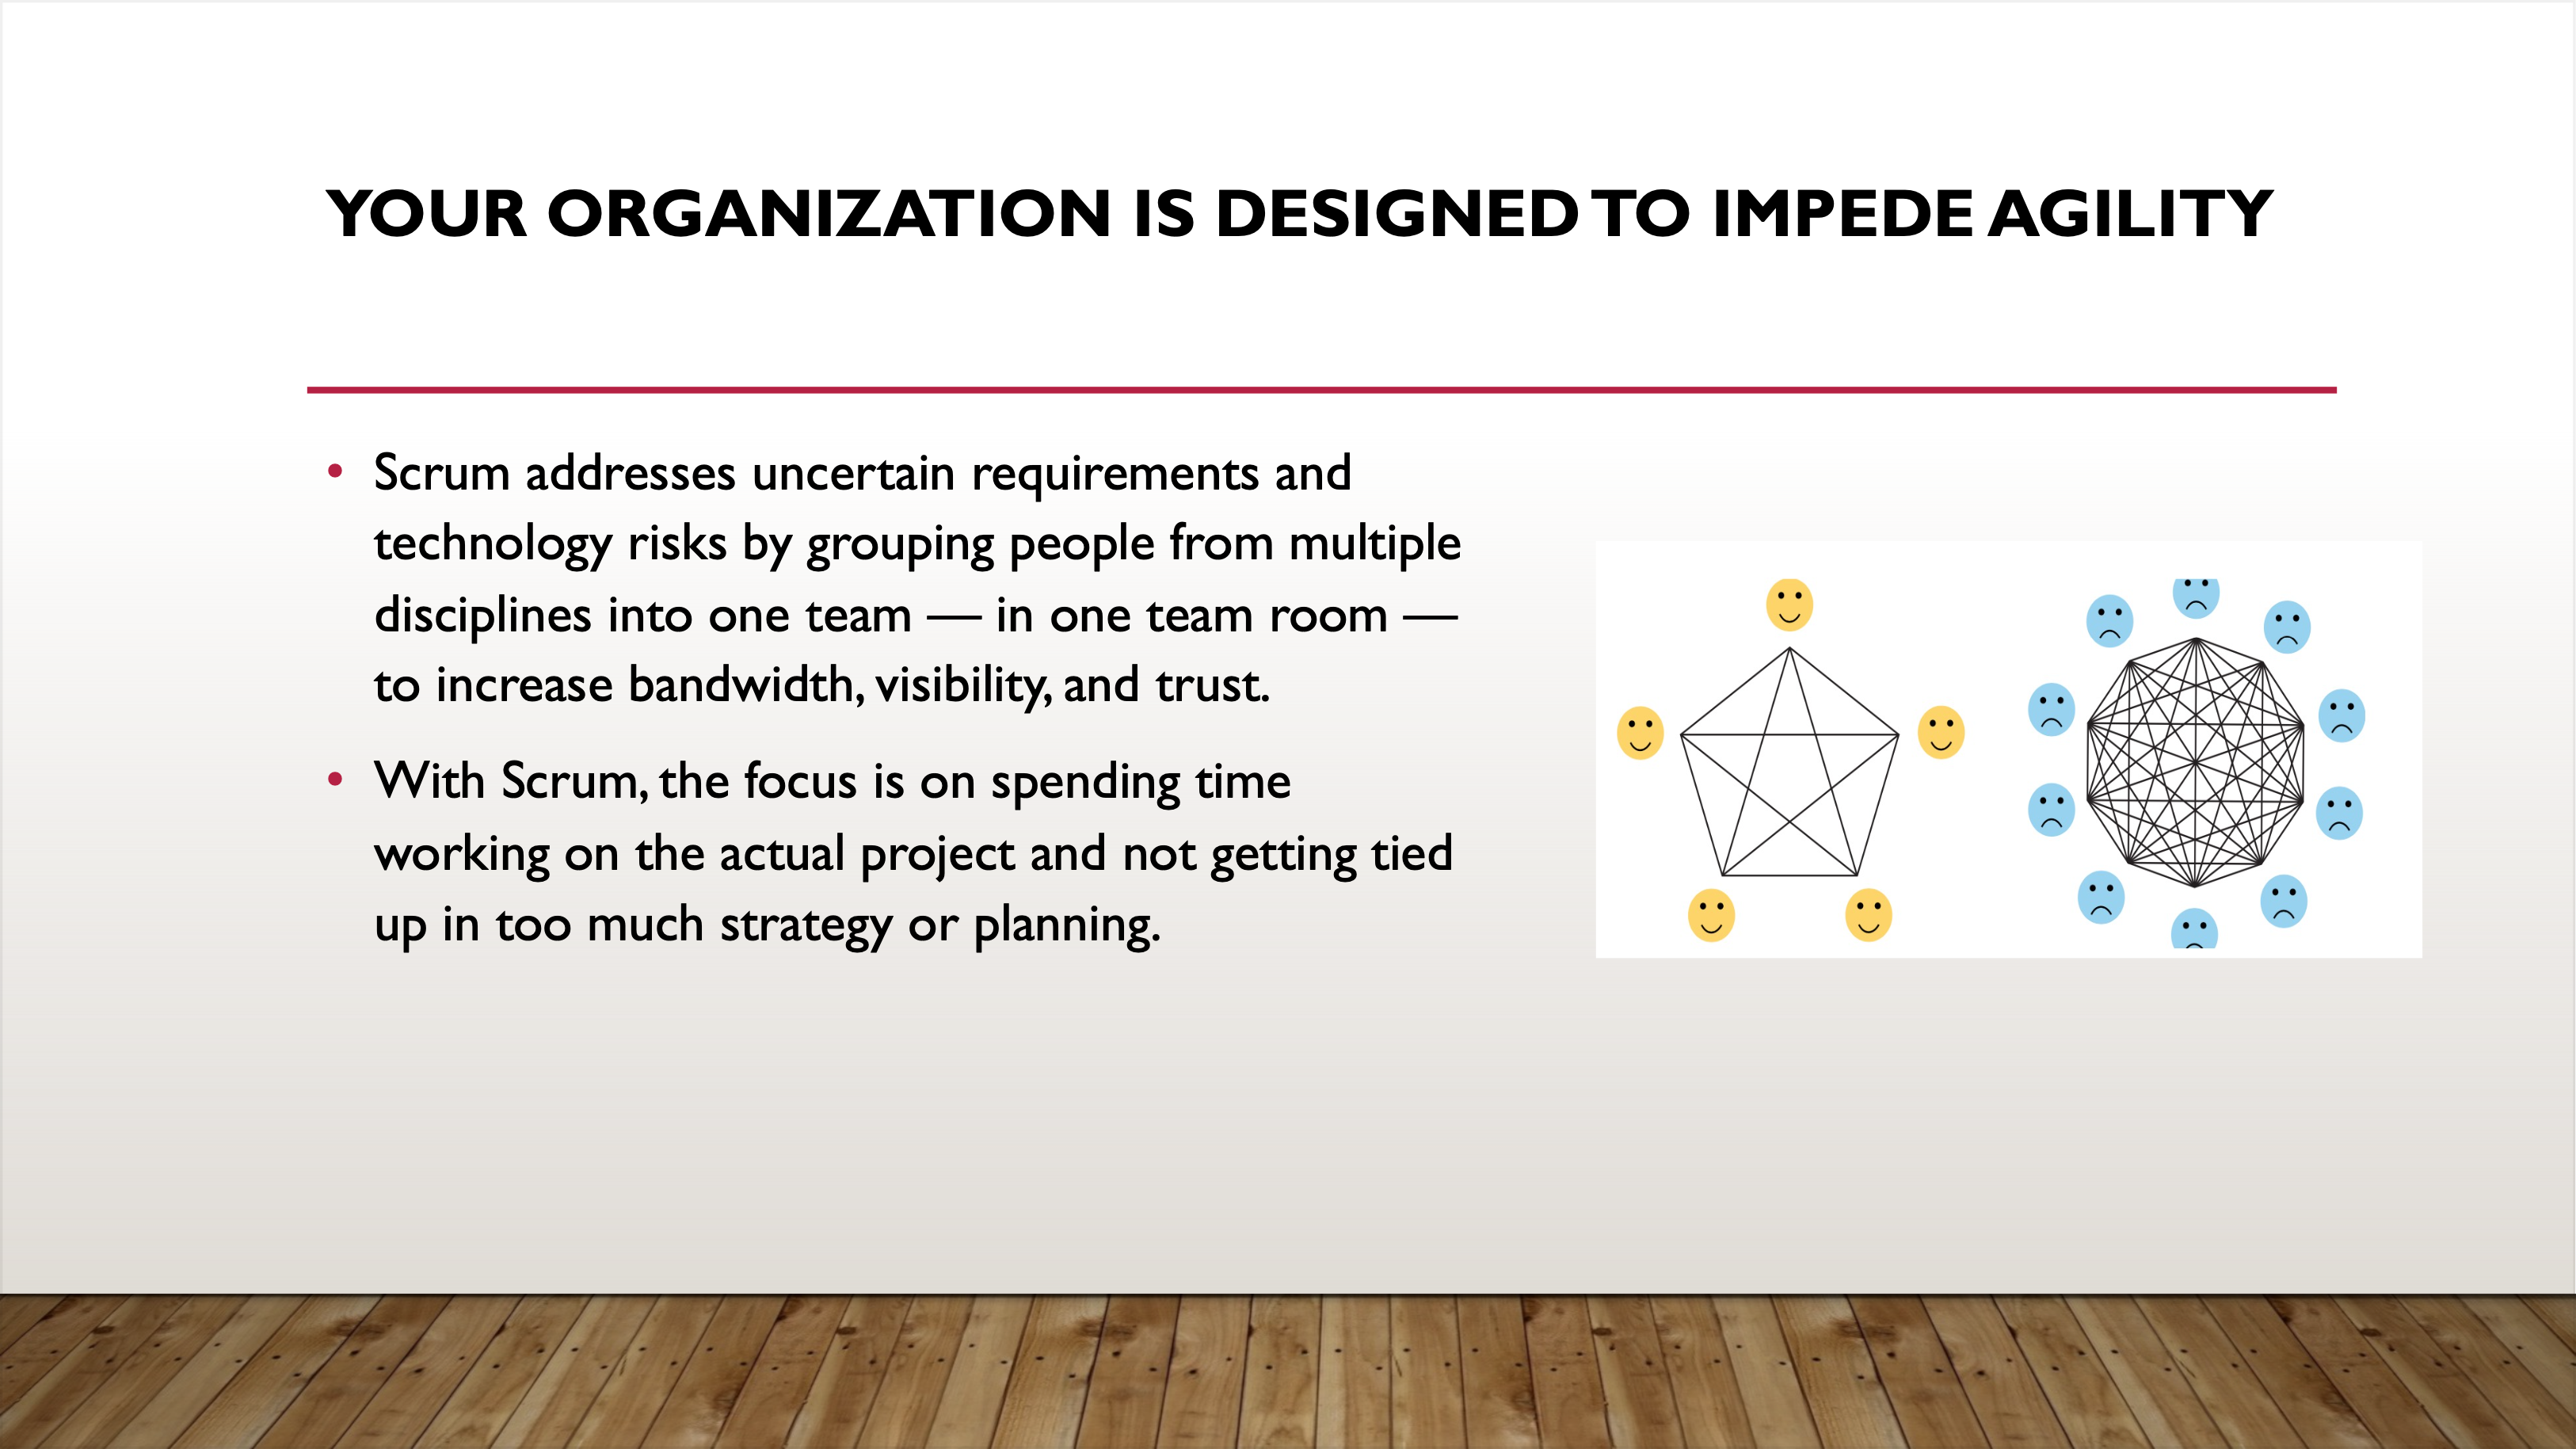 YOUR ORGANIZATION IS DESIGNED TO IMPEDE AGILITY
• Scrum addresses uncertain requirements and
technology risks by grouping people from multiple
disciplines into one team — in one team room —
to increase bandwidth, visibility, and trust.
• With Scrum, the focus is on spending time
working on the actual project and not getting tied
up in too much strategy or planning.